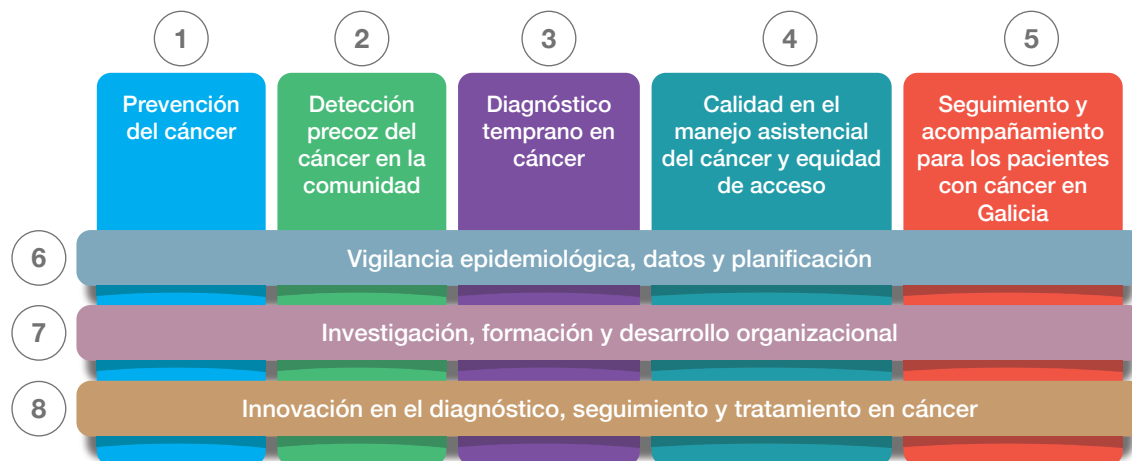 1
Prevención
del cáncer
2
Detección
precoz del
cáncer en la
comunidad
3
Diagnóstico
temprano en
cáncer
4
Calidad en el
manejo asistencial
del cáncer y equidad
de acceso
5
Seguimiento y
acompañamiento
para los pacientes
con cáncer en
Galicia
6
Vigilancia epidemiológica, datos y planificación
7
Investigación, formación y desarrollo organizacional
8
Innovación en el diagnóstico, seguimiento y tratamiento en cáncer